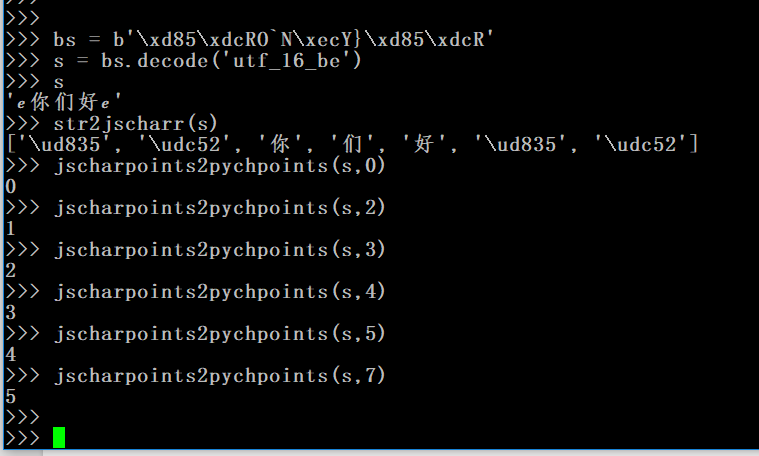 >>>
>>>
>>> bs = b'\xd85\xdcRO`N\xecY}\xd85\xdcR'
>>> s = bs.decode('utf_16_be')
>>> s
'𝑒你们好𝑒'
>>> str2jscharr(s)
['\ud835', '\udc52', '你', '们', '好', '\ud835', '\udc52']
>>> jscharpoints2pychpoints(s,0)
0
>>> jscharpoints2pychpoints(s,2)
1
>>> jscharpoints2pychpoints(s,3)
2
>>> jscharpoints2pychpoints(s,4)
3
>>> jscharpoints2pychpoints(s,5)
4
>>> jscharpoints2pychpoints(s,7)
5
>>>
>>>